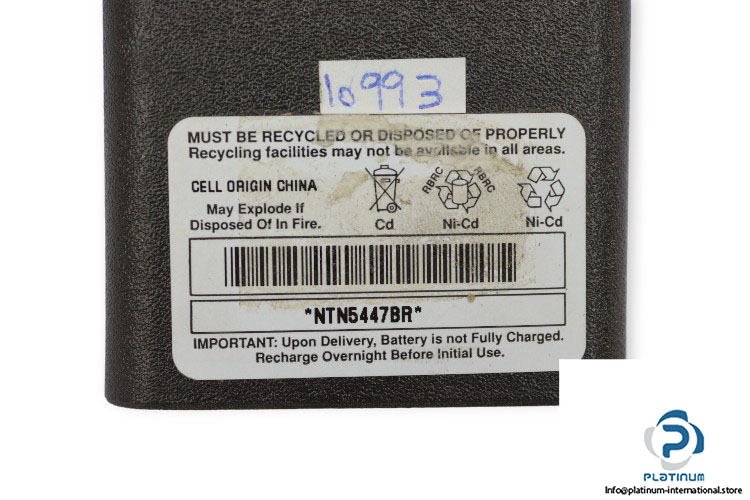 10993
MUST BE RECYCLED OR DISPOSED OF PROPERLY
Recycling facilities may not be available in all areas.
CELL ORIGIN CHINA
May Explode If
Disposed Of In Fire.
Cd
RBRC RBRC
Ni-Cd
Ni-Cd
*NTN5447BR*
IMPORTANT: Upon Delivery, Battery is not Fully Charged.
Recharge Overnight Before Initial Use.
PLATINUM
Info@platinum-international.store